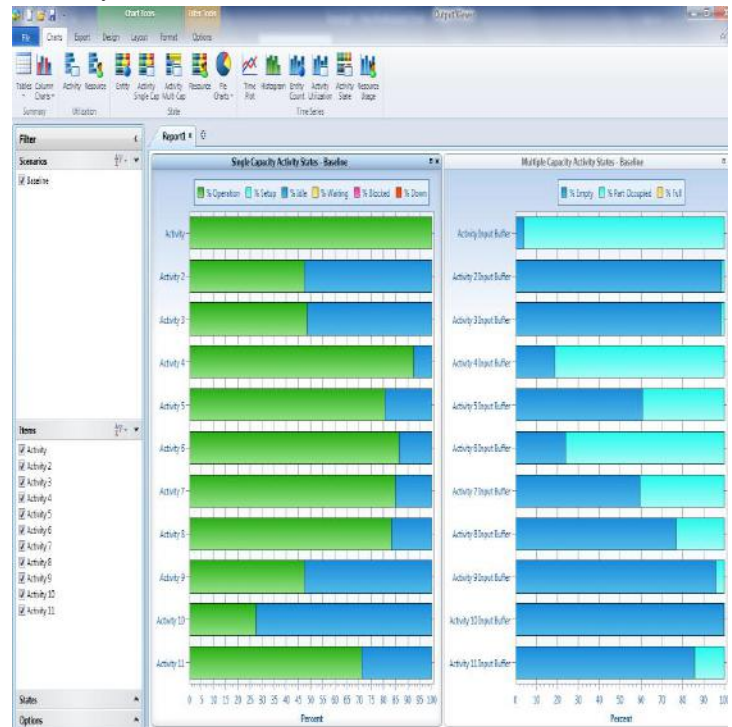 Chart Tools
Output Viewer
File Charts Export Design Layout Format Options
Tables Column Charts
Activity Resource
Entity Activity Single Cap Activity Multi Cap Resource Pie Charts
Time Plot Histogram Entity Count Activity Utilization Activity State Resource Usage
Summary Utilization State Time Series
Filter
Report1
Scenarios
Baseline
Items
Activity
Activity 2
Activity 3
Activity 4
Activity 5
Activity 6
Activity 7
Activity 8
Activity 9
Activity 10
Activity 11
States
Options
Single Capacity Activity States - Baseline
% Operation % Setup % Idle % Waiting % Blocked % Down
Activity
Activity 2
Activity 3
Activity 4
Activity 5
Activity 6
Activity 7
Activity 8
Activity 9
Activity 10
Activity 11
0 5 10 15 20 25 30 35 40 45 50 55 60 65 70 75 80 85 90 95 100
Percent
Multiple Capacity Activity States - Baseline
% Empty % Part Occupied % Full
Activity Input Buffer
Activity 2 Input Buffer
Activity 3 Input Buffer
Activity 4 Input Buffer
Activity 5 Input Buffer
Activity 6 Input Buffer
Activity 7 Input Buffer
Activity 8 Input Buffer
Activity 9 Input Buffer
Activity 10 Input Buffer
Activity 11 Input Buffer
0 10 20 30 40 50 60 70 80 90 100
Percent